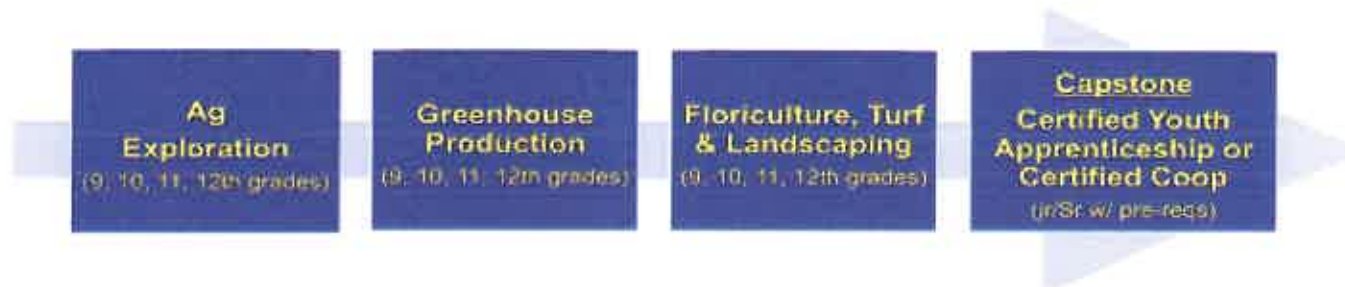 Ag
Exploration
(9, 10, 11, 12th grades)
Greenhouse
Production
(9, 10, 11, 12th grades)
Floriculture, Turf
& Landscaping
(9, 10, 11, 12th grades)
Capstone
Certified Youth
Apprenticeship or
Certified Coop
(jr/Sr w/ pre-reqs)